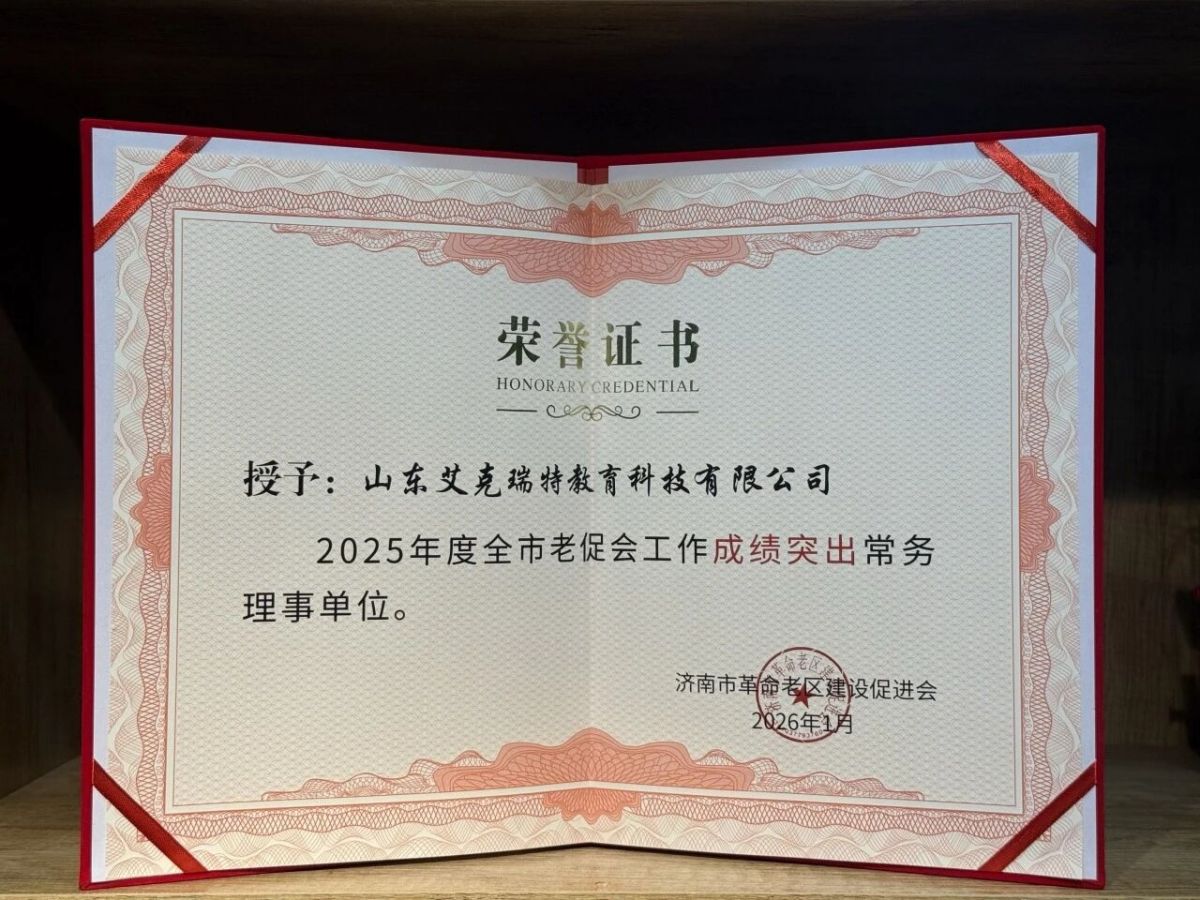 荣誉证书
HONORARY CREDENTIAL
授予：山东艾克瑞特教育科技有限公司
2025年度全市老促会工作成绩突出常务
理事单位。
济南市革命老区建设促进会
2026年1月